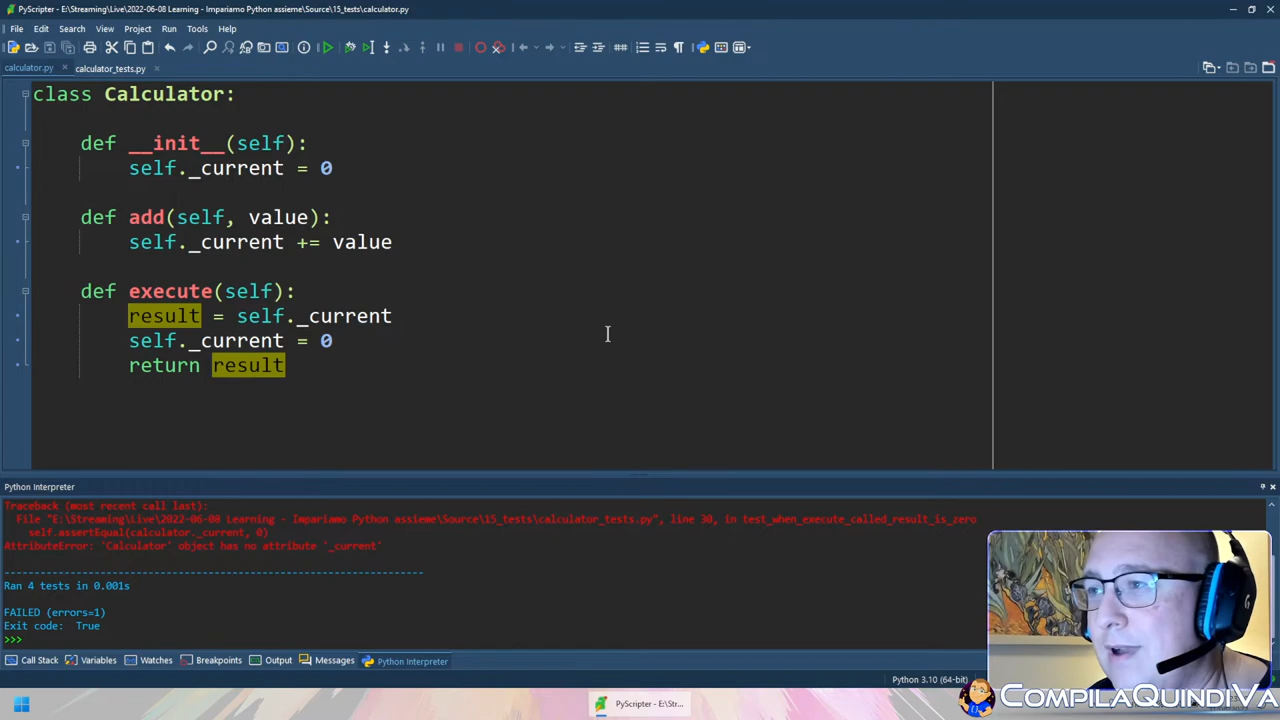 PyScripter - E:\Streaming\Live\2022-06-08 Learning - Impariamo Python assieme\Source\15_tests\calculator.py
File Edit Search View Project Run Tools Help
calculator.py × calculator_tests.py ×
class Calculator:
def __init__(self):
self._current = 0
def add(self, value):
self._current += value
def execute(self):
result = self._current
self._current = 0
return result
Python Interpreter
Traceback (most recent call last):
File "E:\Streaming\Live\2022-06-08 Learning - Impariamo Python assieme\Source\15_tests\calculator_tests.py", line 30, in test_when_execute_called_result_is_zero
self.assertEqual(calculator._current, 0)
AttributeError: 'Calculator' object has no attribute '_current'
----------------------------------------------------------------------
Ran 4 tests in 0.001s
FAILED (errors=1)
Exit code: True
>>>
Call Stack Variables Watches Breakpoints Output Messages Python Interpreter
Python 3.10 (64-bit)
PyScripter - E:\Stre...
COMPILAQUINDIVA